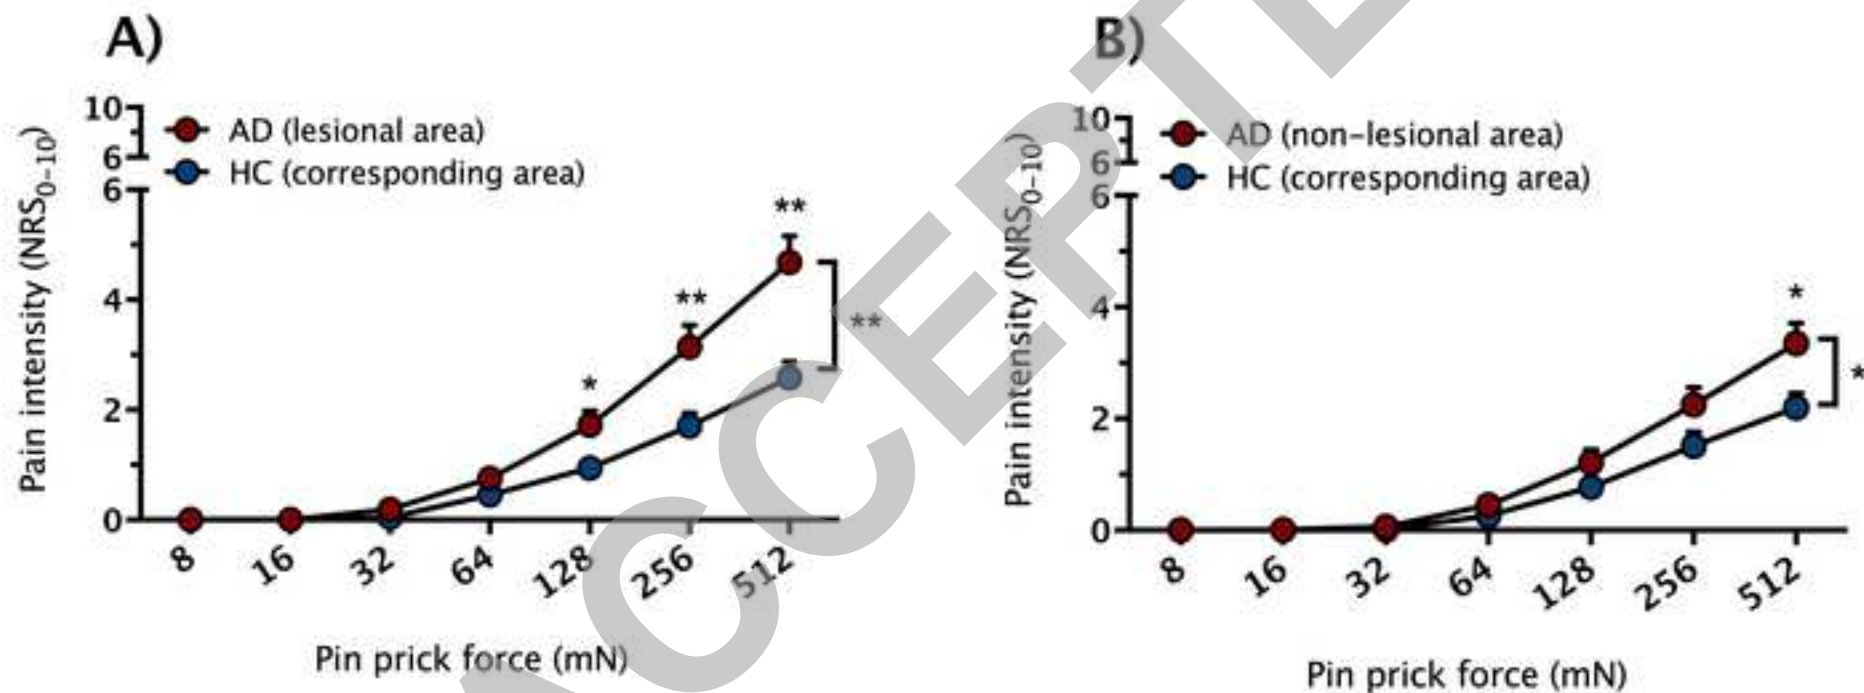 A)
10
6
6
4
2
0
Pain intensity (NRS0-10)
AD (lesional area)
HC (corresponding area)
*
**
**
**
8 16 32 64 128 256 512
Pin prick force (mN)
B)
10
6
6
4
2
0
Pain intensity (NRS0-10)
AD (non-lesional area)
HC (corresponding area)
*
*
8 16 32 64 128 256 512
Pin prick force (mN)
ACCEPTE